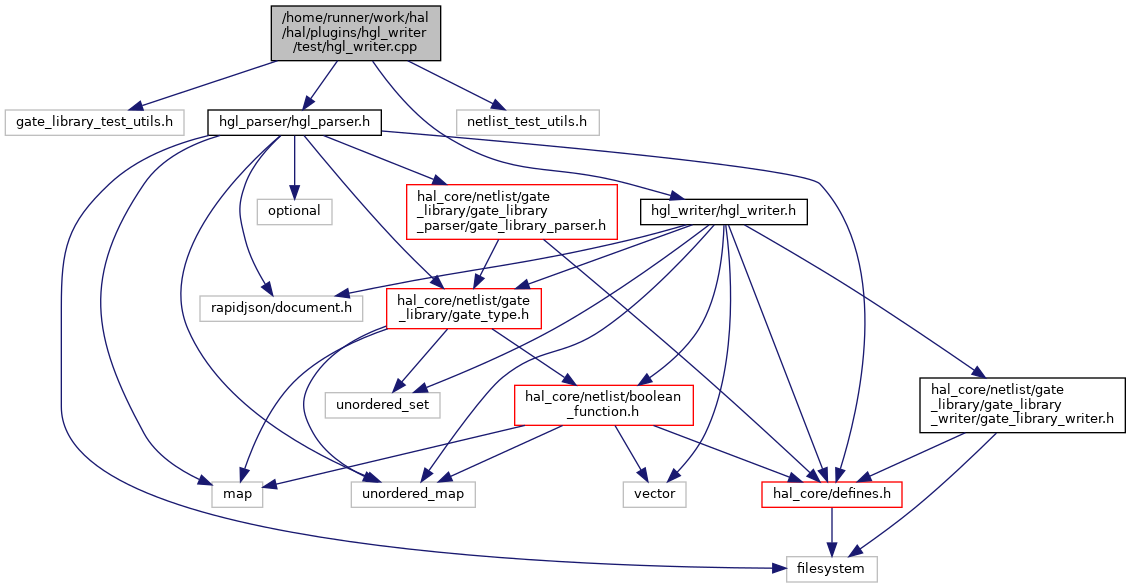 /home/runner/work/hal
/hal/plugins/hgl_writer
/test/hgl_writer.cpp
gate_library_test_utils.h
hgl_parser/hgl_parser.h
netlist_test_utils.h
optional
hal_core/netlist/gate
_library/gate_library
_parser/gate_library_parser.h
hgl_writer/hgl_writer.h
rapidjson/document.h
hal_core/netlist/gate
_library/gate_type.h
unordered_set
hal_core/netlist/boolean
_function.h
hal_core/netlist/gate
_library/gate_library
_writer/gate_library_writer.h
map
unordered_map
vector
hal_core/defines.h
filesystem